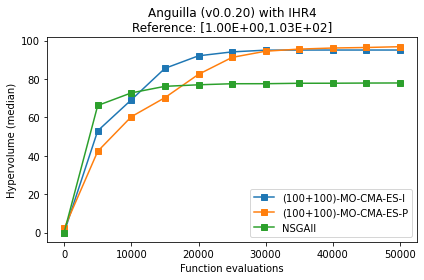 Anguilla (v0.0.20) with IHR4
Reference: [1.00E+00,1.03E+02]
Hypervolume (median)
100
80
60
40
20
0
0 10000 20000 30000 40000 50000
Function evaluations
(100+100)-MO-CMA-ES-I
(100+100)-MO-CMA-ES-P
NSGAII